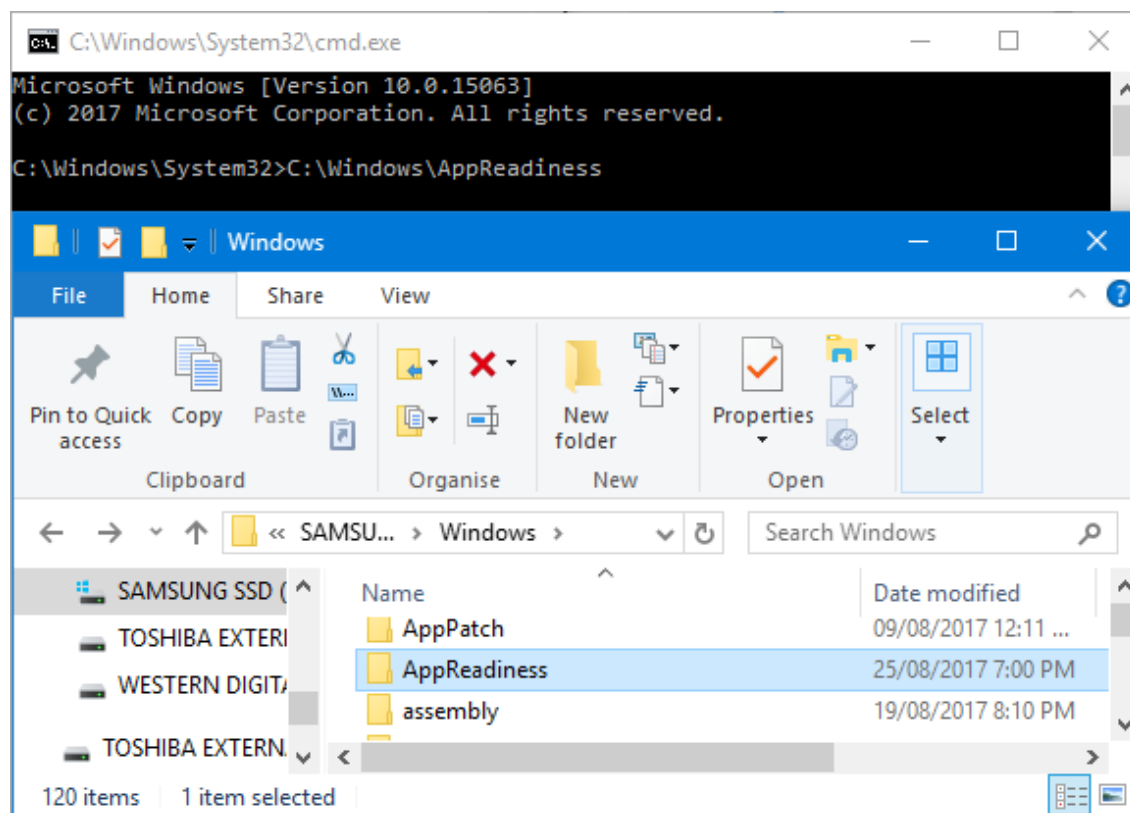 C:\Windows\System32\cmd.exe
Microsoft Windows [Version 10.0.15063]
(c) 2017 Microsoft Corporation. All rights reserved.
C:\Windows\System32>C:\Windows\AppReadiness
Windows
File Home Share View
Pin to Quick access
Copy
Paste
New folder
Properties
Select
Clipboard Organise New Open
« SAMSU... > Windows >
Search Windows
SAMSUNG SSD (
TOSHIBA EXTERI
WESTERN DIGITA
TOSHIBA EXTERN.
Name Date modified
AppPatch 09/08/2017 12:11 ...
AppReadiness 25/08/2017 7:00 PM
assembly 19/08/2017 8:10 PM
120 items 1 item selected